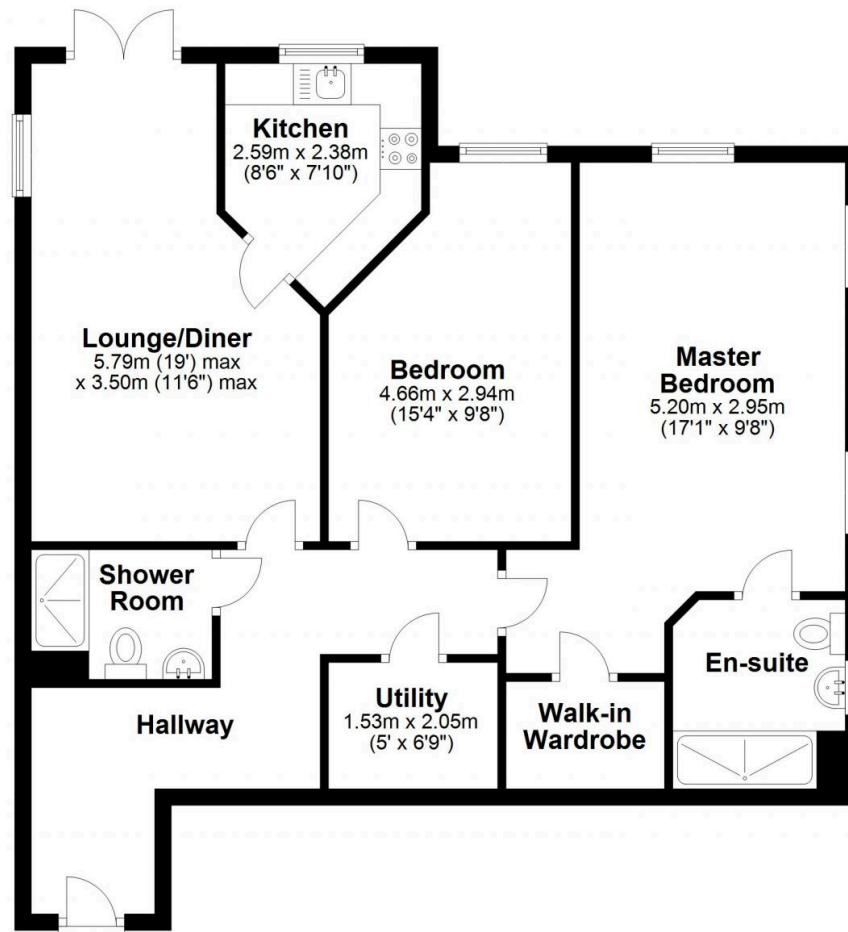 Kitchen
2.59m x 2.38m
(8'6" x 7'10")
Lounge/Diner
5.79m (19') max
x 3.50m (11'6") max
Bedroom
4.66m x 2.94m
(15'4" x 9'8")
Master
Bedroom
5.20m x 2.95m
(17'1" x 9'8")
Shower
Room
En-suite
Hallway
Utility
1.53m x 2.05m
(5' x 6'9")
Walk-in
Wardrobe